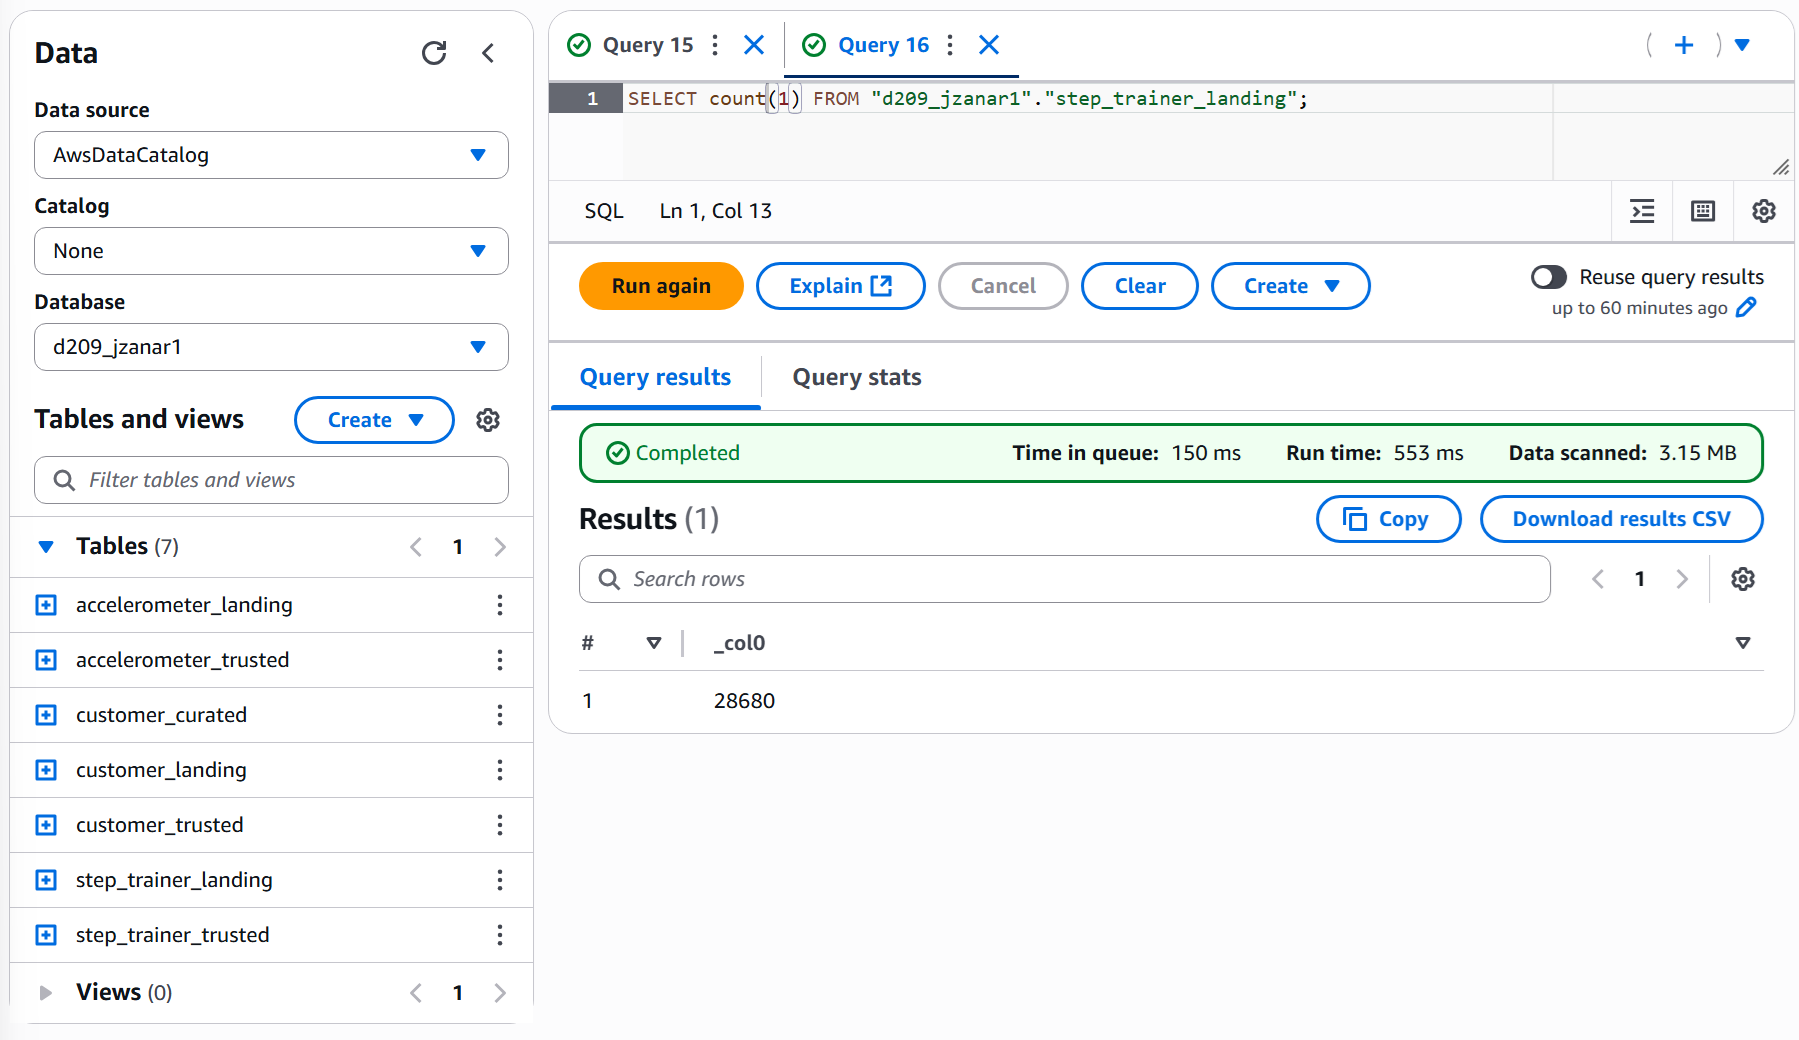 Data
Data source
AwsDataCatalog
Catalog
None
Database
d209_jzanar1
Tables and views
Create
Filter tables and views
Tables (7)
1
accelerometer_landing
accelerometer_trusted
customer_curated
customer_landing
customer_trusted
step_trainer_landing
step_trainer_trusted
Views (0)
1
Query 15
Query 16
1 SELECT count(1) FROM "d209_jzanar1"."step_trainer_landing";
SQL Ln 1, Col 13
Run again Explain Cancel Clear Create
Reuse query results
up to 60 minutes ago
Query results Query stats
Completed Time in queue: 150 ms Run time: 553 ms Data scanned: 3.15 MB
Results (1) Copy Download results CSV
Search rows 1
# _col0
1 28680